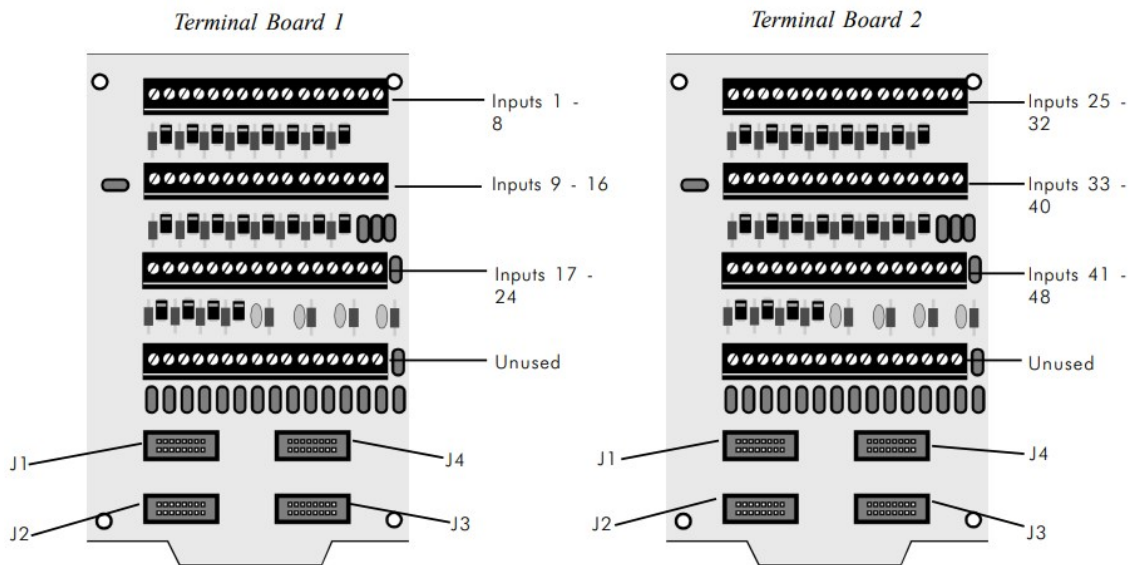 Terminal Board 1
Inputs 1 -
8
Inputs 9 - 16
Inputs 17 -
24
Unused
J1
J4
J2
J3
Terminal Board 2
Inputs 25 -
32
Inputs 33 -
40
Inputs 41 -
48
Unused
J1
J4
J2
J3